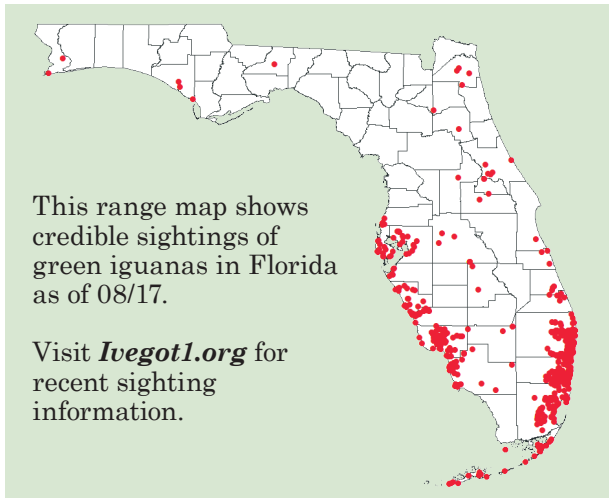 This range map shows
credible sightings of
green iguanas in Florida
as of 08/17.
Visit Ivegot1.org for
recent sighting
information.